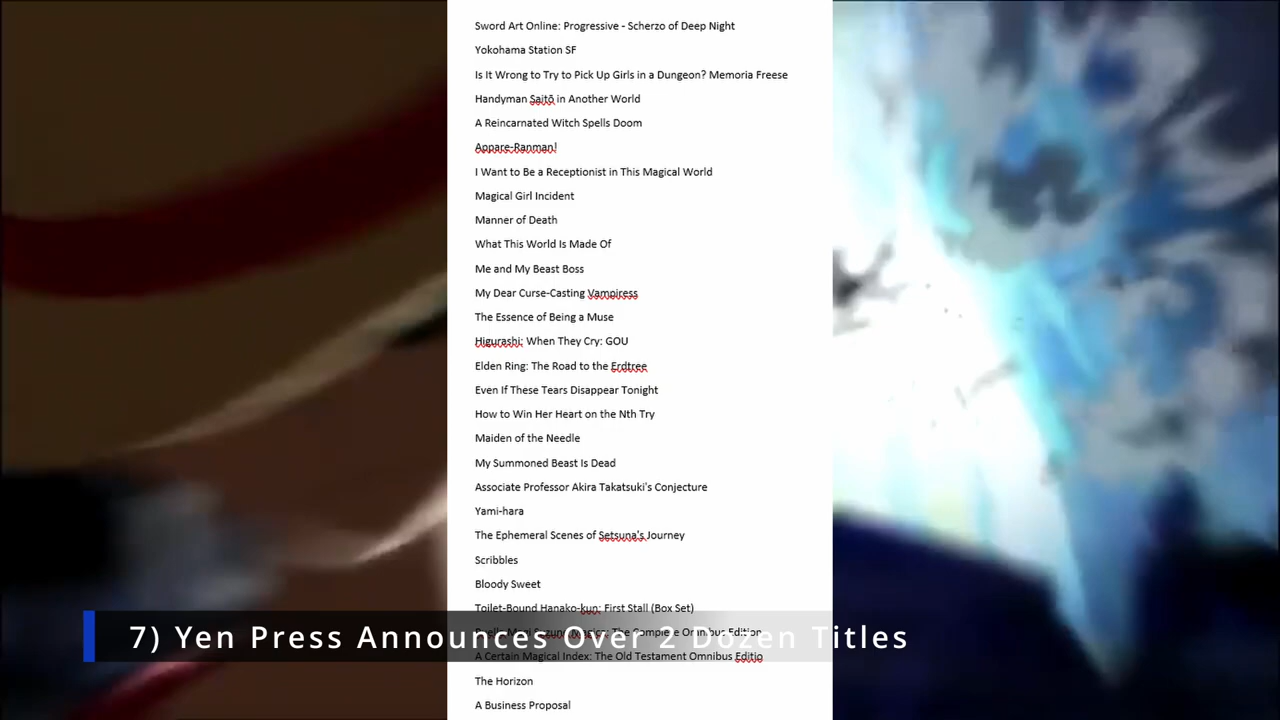 Sword Art Online: Progressive - Scherzo of Deep Night
Yokohama Station SF
Is It Wrong to Try to Pick Up Girls in a Dungeon? Memoria Freese
Handyman Saitō in Another World
A Reincarnated Witch Spells Doom
Appare-Ranman!
I Want to Be a Receptionist in This Magical World
Magical Girl Incident
Manner of Death
What This World Is Made Of
Me and My Beast Boss
My Dear Curse-Casting Vampiress
The Essence of Being a Muse
Higurashi: When They Cry: GOU
Elden Ring: The Road to the Erdtree
Even If These Tears Disappear Tonight
How to Win Her Heart on the Nth Try
Maiden of the Needle
My Summoned Beast Is Dead
Associate Professor Akira Takatsuki's Conjecture
Yami-hara
The Ephemeral Scenes of Setsuna's Journey
Scribbles
Bloody Sweet
Toilet-Bound Hanako-kun: First Stall (Box Set)
Magica: The Complete Omnibus Edition
7) Yen Press Announces Over 2 Dozen Titles
A Certain Magical Index: The Old Testament Omnibus Editio
The Horizon
A Business Proposal